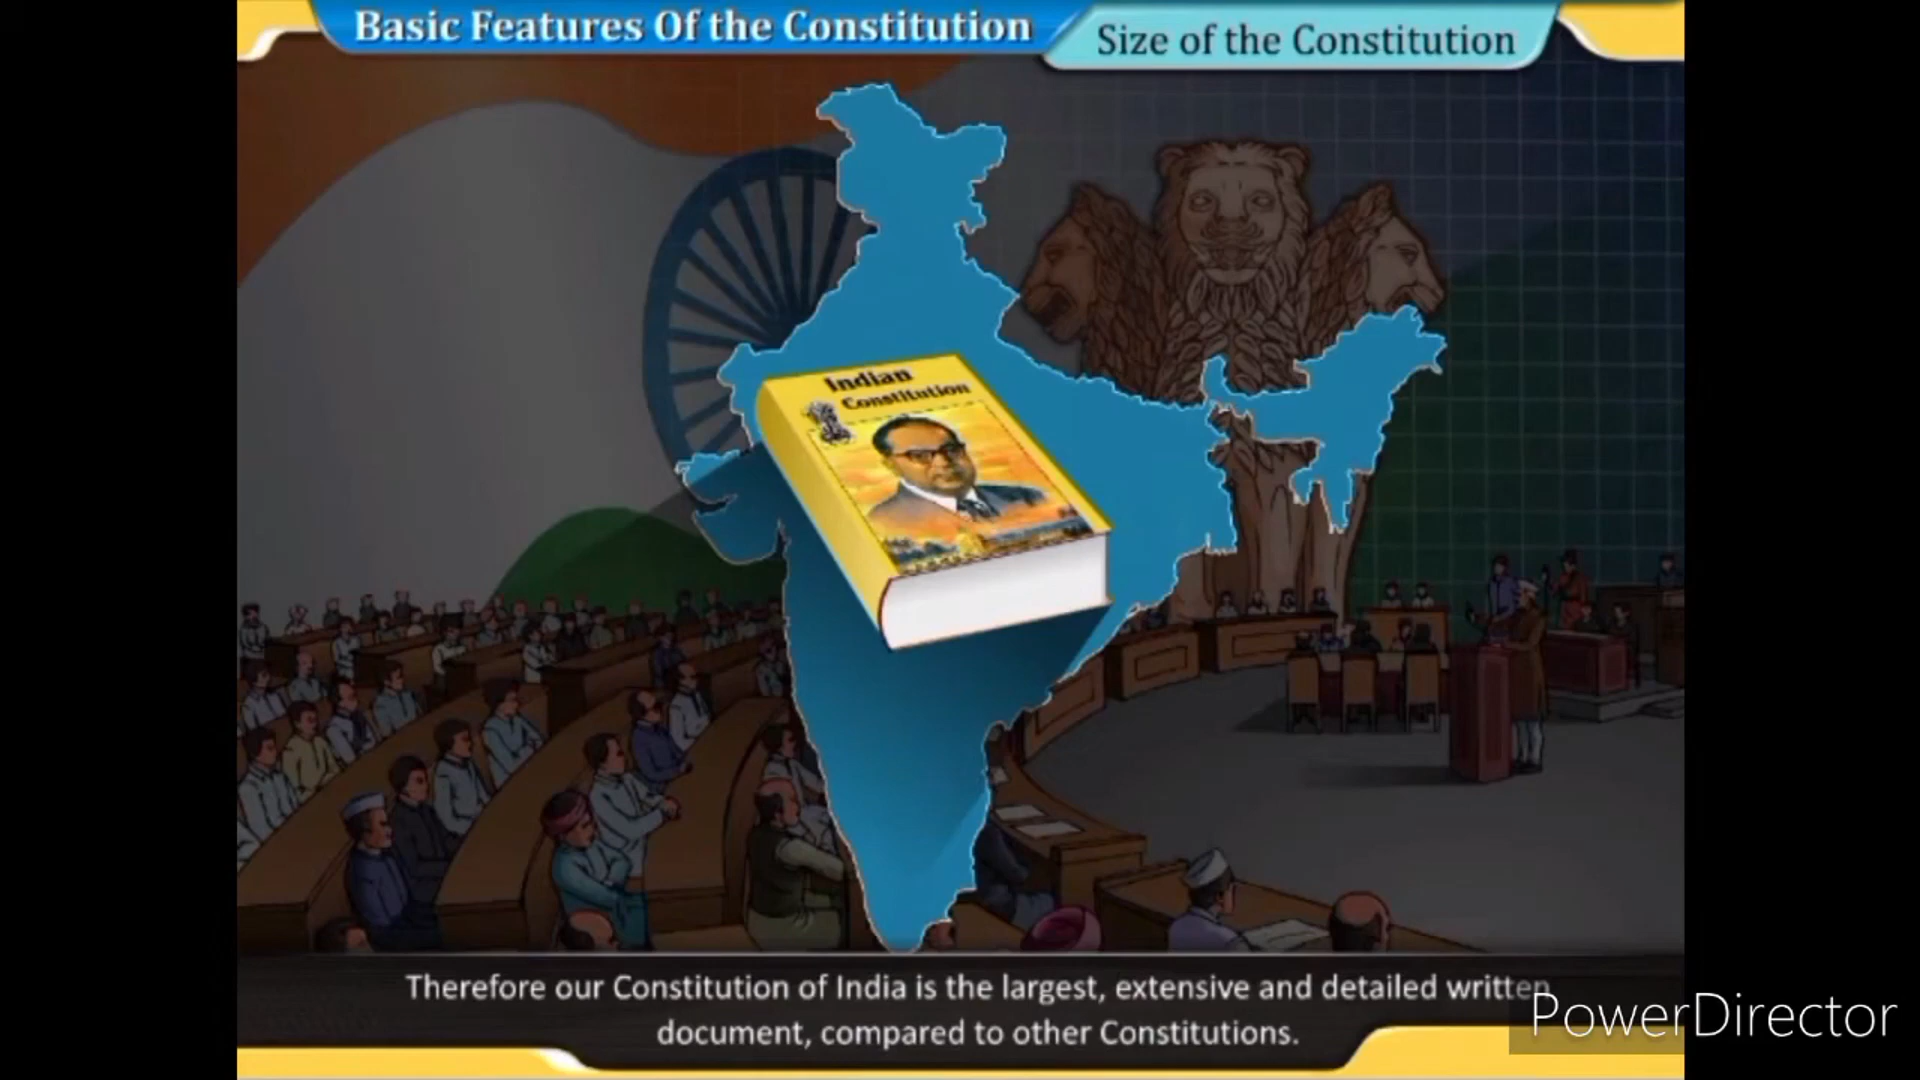 Basic Features Of the Constitution
Size of the Constitution
Indian
Constitution
Therefore our Constitution of India is the largest, extensive and detailed written
document, compared to other Constitutions.
PowerDirector